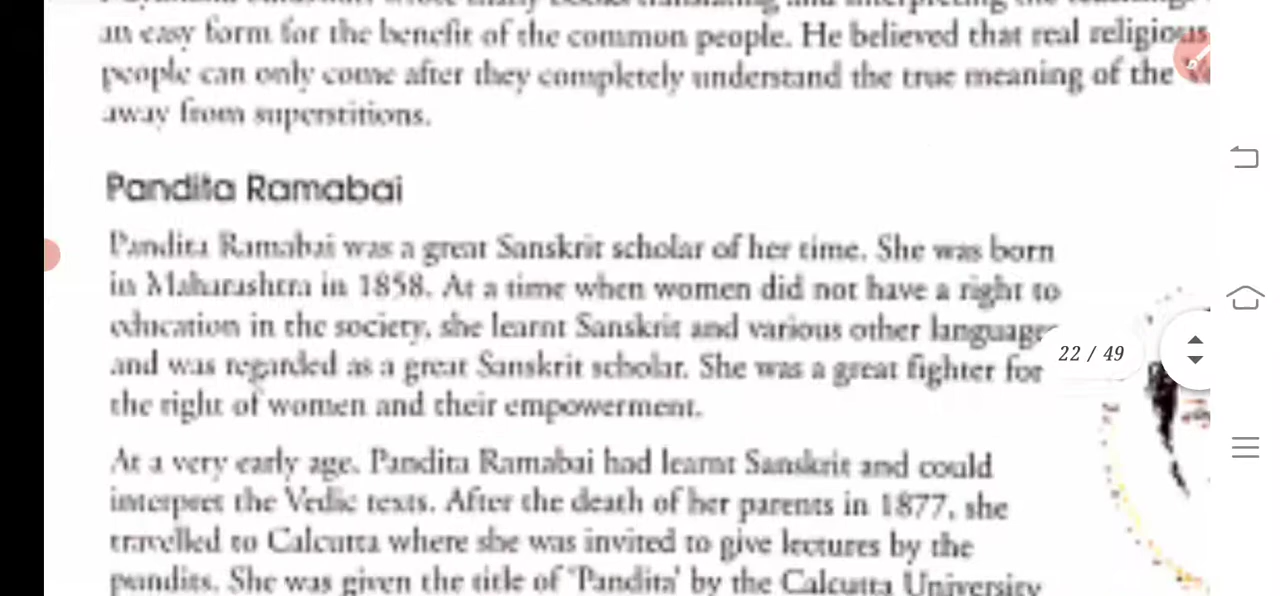 an easy form for the benefit of the common people. He believed that real religious
people can only come after they completely understand the true meaning of the
away from superstitions.
Pandita Ramabai
Pandita Ramabai was a great Sanskrit scholar of her time. She was born
in Maharashtra in 1858. At a time when women did not have a right to
education in the society, she learnt Sanskrit and various other language
and was regarded as a great Sanskrit scholar. She was a great fighter for
the right of women and their empowerment.
22 / 49
At a very early age, Pandita Ramabai had learnt Sanskrit and could
interpret the Vedic texts. After the death of her parents in 1877, she
travelled to Calcutta where she was invited to give lectures by the
pundits. She was given the title of 'Pandita' by the Calcutta University